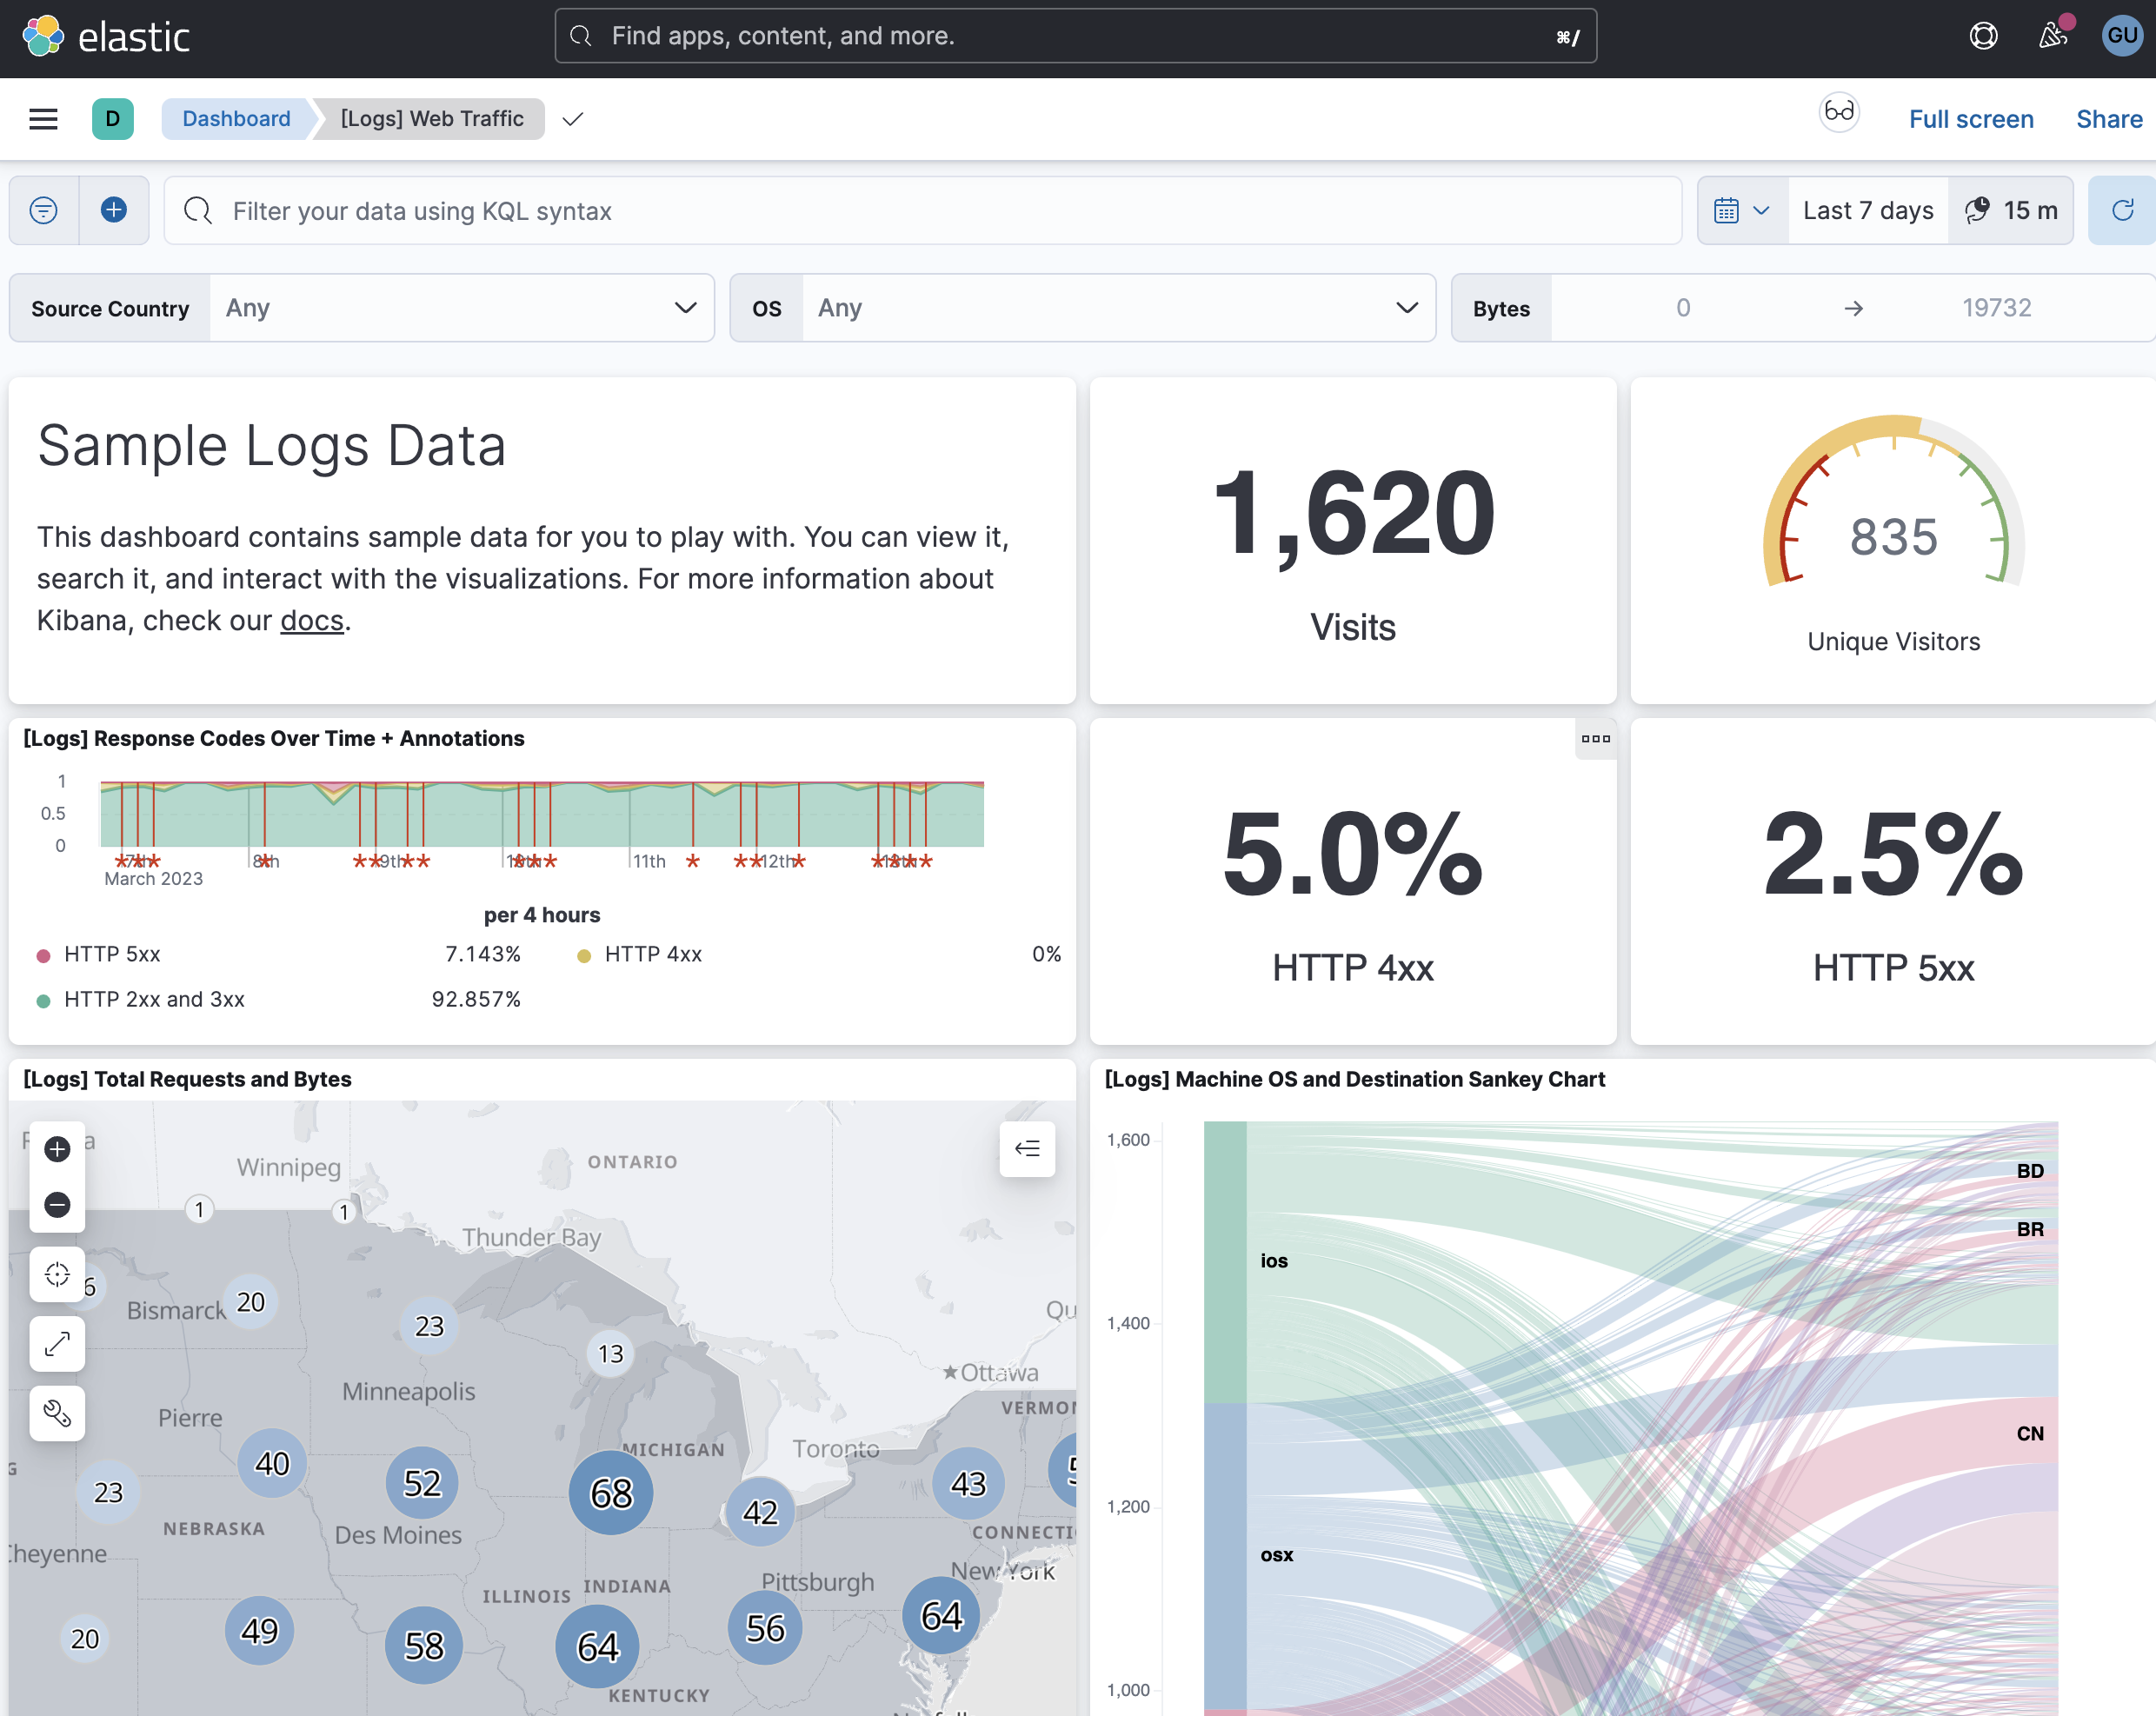 elastic
Find apps, content, and more.
⌘/
GU
D
Dashboard
[Logs] Web Traffic
Full screen
Share
Filter your data using KQL syntax
Last 7 days
15 m
Source Country
Any
OS
Any
Bytes
0
→
19732
Sample Logs Data
This dashboard contains sample data for you to play with. You can view it,
search it, and interact with the visualizations. For more information about
Kibana, check our docs.
1,620
Visits
835
Unique Visitors
[Logs] Response Codes Over Time + Annotations
1
0.5
0
7th
8th
9th
10th
11th
12th
13th
March 2023
per 4 hours
HTTP 5xx
7.143%
HTTP 4xx
0%
HTTP 2xx and 3xx
92.857%
5.0%
HTTP 4xx
2.5%
HTTP 5xx
[Logs] Total Requests and Bytes
Winnipeg
ONTARIO
1
1
Thunder Bay
6
Bismarck
20
23
13
Qu
Ottawa
Minneapolis
VERMON
Pierre
MICHIGAN
Toronto
40
52
68
42
43
5
23
NEBRASKA
Des Moines
CONNECTI
Cheyenne
New York
Pittsburgh
INDIANA
ILLINOIS
20
49
58
64
56
64
KENTUCKY
[Logs] Machine OS and Destination Sankey Chart
1,600
1,400
1,200
1,000
ios
osx
BD
BR
CN